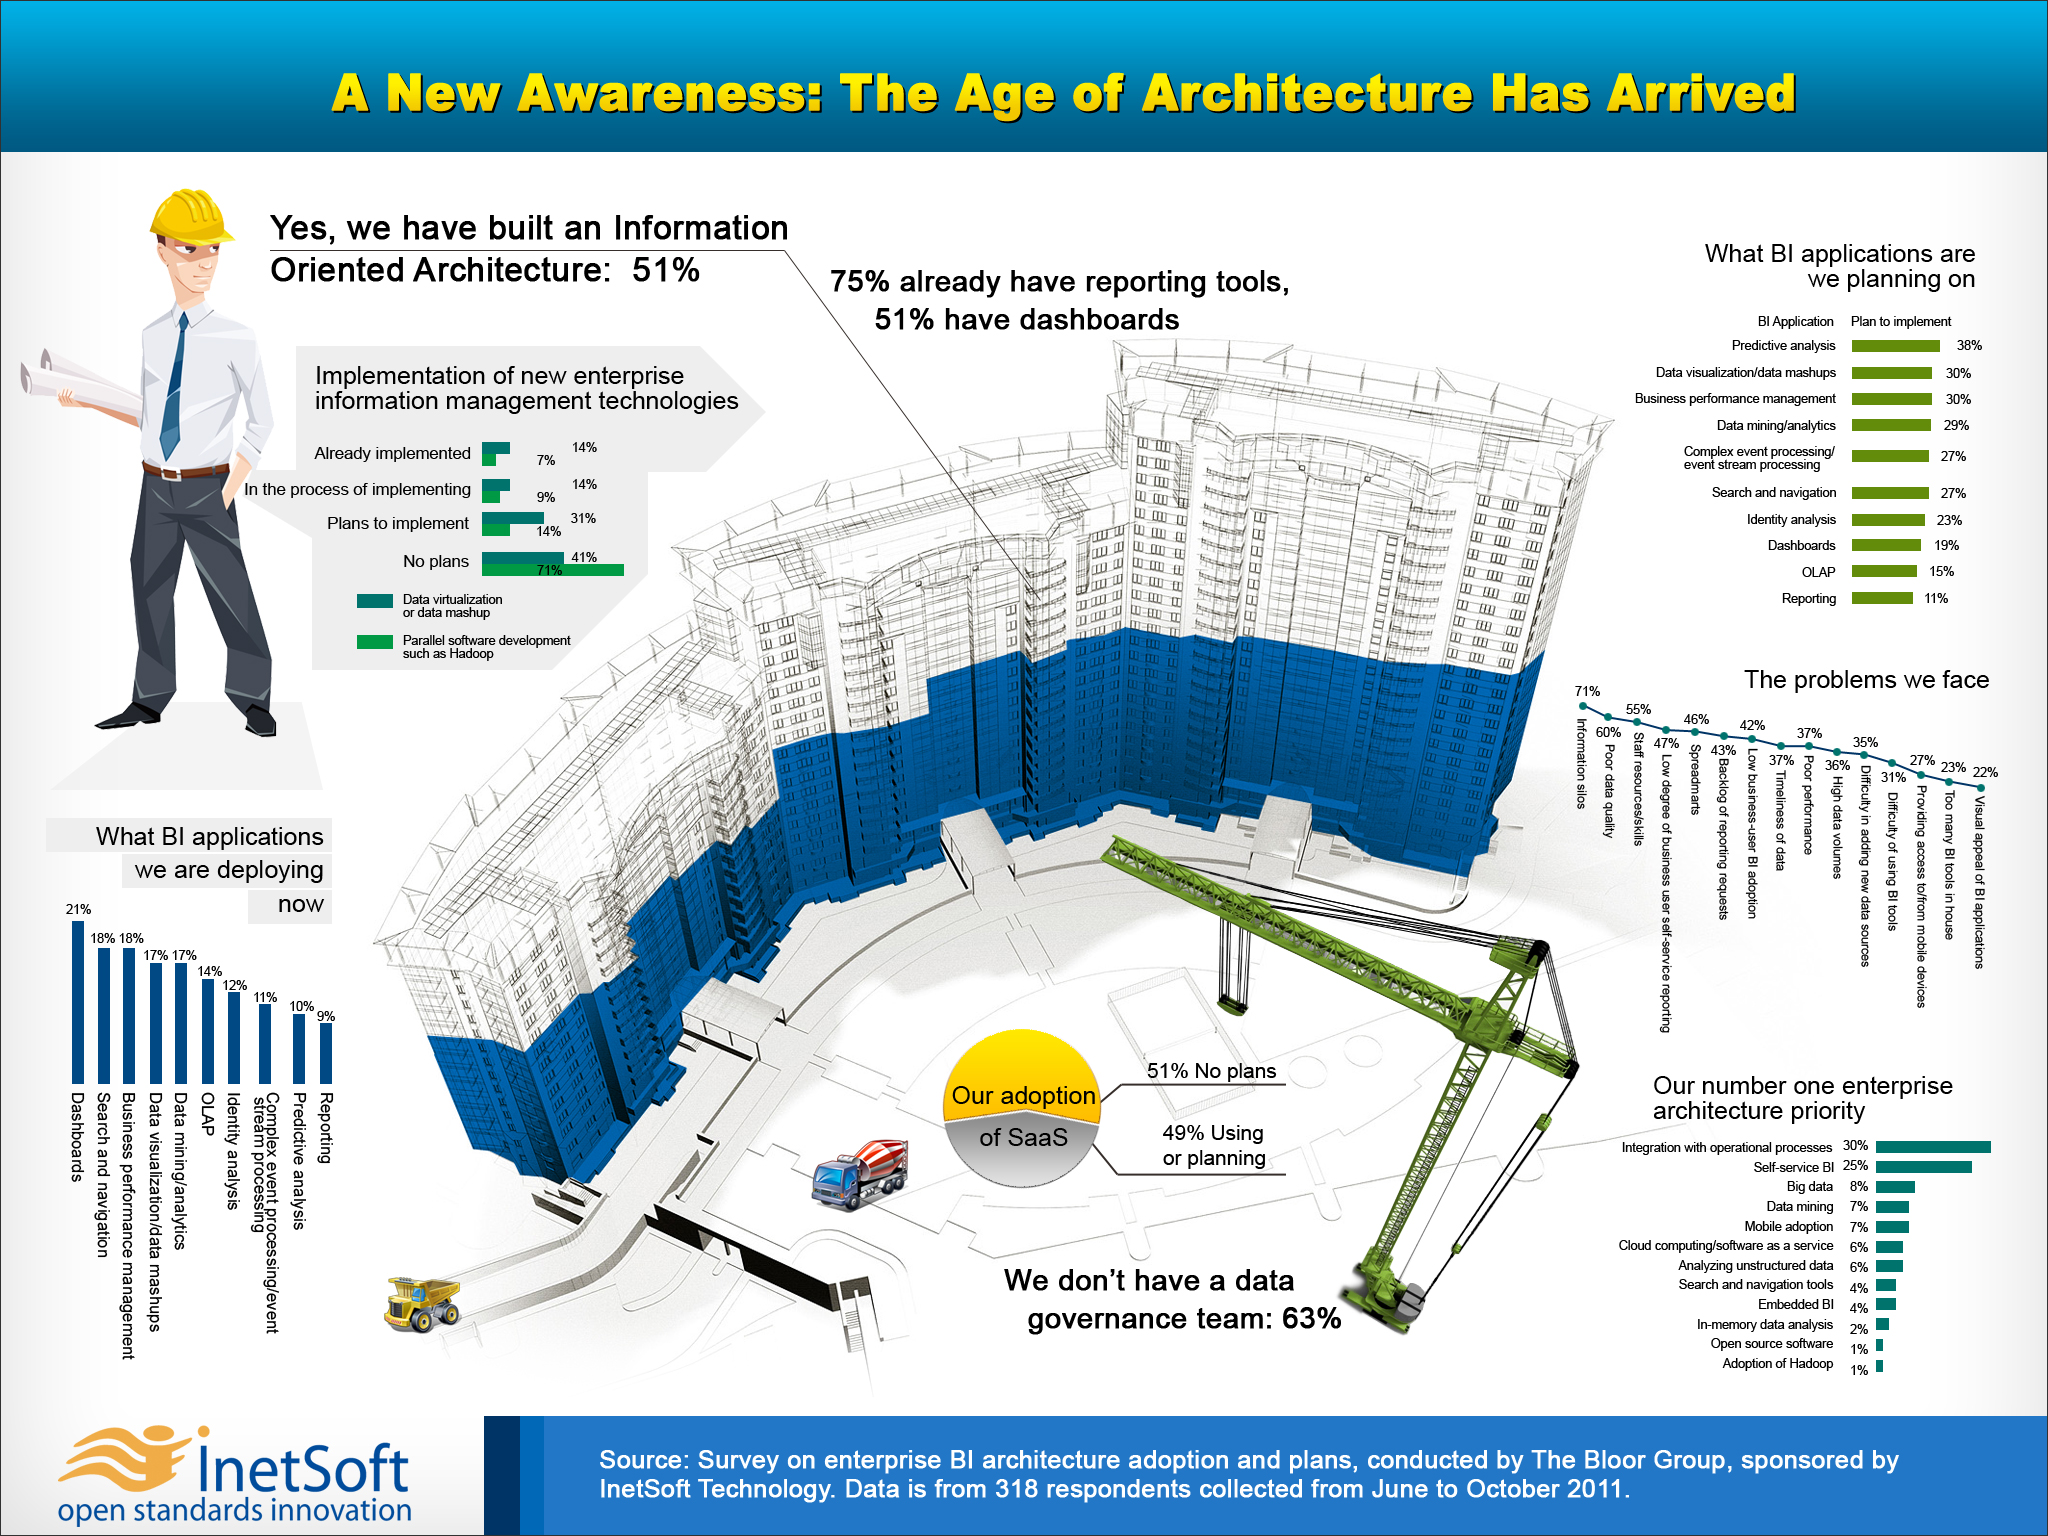 A New Awareness: The Age of Architecture Has Arrived
Yes, we have built an Information
Oriented Architecture: 51%
75% already have reporting tools,
51% have dashboards
Implementation of new enterprise
information management technologies
Already implemented
14%
7%
In the process of implementing
14%
9%
Plans to implement
31%
14%
No plans
41%
71%
Data virtualization
or data mashup
Parallel software development
such as Hadoop
What BI applications are
we planning on
BI Application Plan to implement
Predictive analysis 38%
Data visualization/data mashups 30%
Business performance management 30%
Data mining/analytics 29%
Complex event processing/
event stream processing 27%
Search and navigation 27%
Identity analysis 23%
Dashboards 19%
OLAP 15%
Reporting 11%
The problems we face
71% Information silos
60% Poor data quality
55% Staff resources/skills
47% Low degree of business user self-service reporting
46% Spreadmarts
43% Backlog of reporting requests
42% Low business-user BI adoption
37% Timeliness of data
37% Poor performance
36% High data volumes
35% Difficulty in adding new data sources
31% Difficulty of using BI tools
27% Providing access to/from mobile devices
23% Too many BI tools in house
22% Visual appeal of BI applications
What BI applications
we are deploying
now
21% Dashboards
18% Search and navigation
18% Business performance management
17% Data visualization/data mashups
17% Data mining/analytics
14% OLAP
12% Identity analysis
11% Complex event processing/event
stream processing
10% Predictive analysis
9% Reporting
Our adoption
of SaaS
51% No plans
49% Using
or planning
We don’t have a data
governance team: 63%
Our number one enterprise
architecture priority
Integration with operational processes 30%
Self-service BI 25%
Big data 8%
Data mining 7%
Mobile adoption 7%
Cloud computing/software as a service 6%
Analyzing unstructured data 6%
Search and navigation tools 4%
Embedded BI 4%
In-memory data analysis 2%
Open source software 1%
Adoption of Hadoop 1%
InetSoft
open standards innovation
Source: Survey on enterprise BI architecture adoption and plans, conducted by The Bloor Group, sponsored by
InetSoft Technology. Data is from 318 respondents collected from June to October 2011.